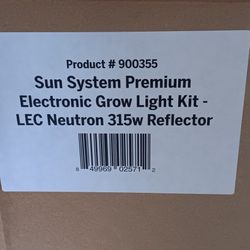 Product # 900355
Sun System Premium
Electronic Grow Light Kit -
LEC Neutron 315w Reflector
8 49969 02571 2